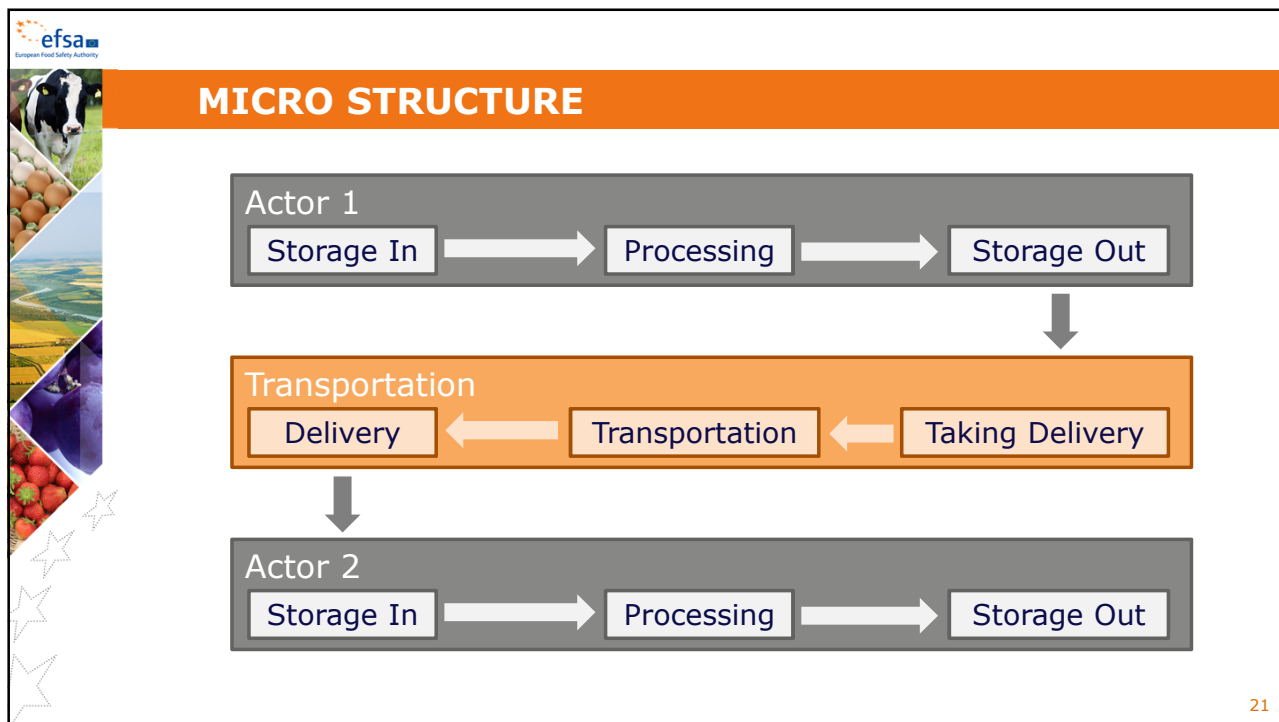 efsa
European Food Safety Authority
MICRO STRUCTURE
Actor 1
Storage In
Processing
Storage Out
Transportation
Delivery
Transportation
Taking Delivery
Actor 2
Storage In
Processing
Storage Out
21